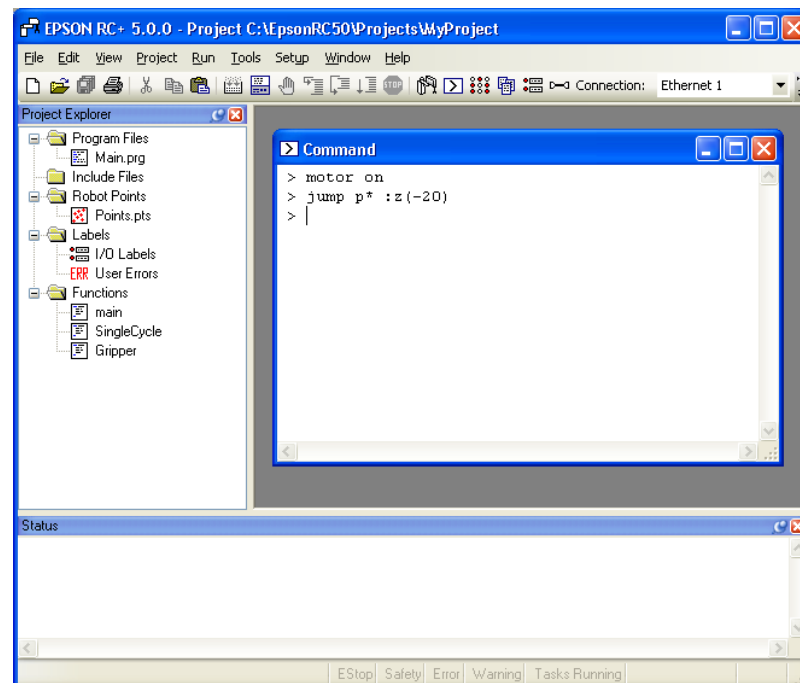 EPSON RC+ 5.0.0 - Project C:\EpsonRC50\Projects\MyProject
File Edit View Project Run Tools Setup Window Help
STOP Connection: Ethernet 1
Project Explorer
Program Files
Main.prg
Include Files
Robot Points
Points.pts
Labels
I/O Labels
ERR User Errors
Functions
main
SingleCycle
Gripper
Command
> motor on
> jump p* :z(-20)
>
Status
EStop Safety Error Warning Tasks Running